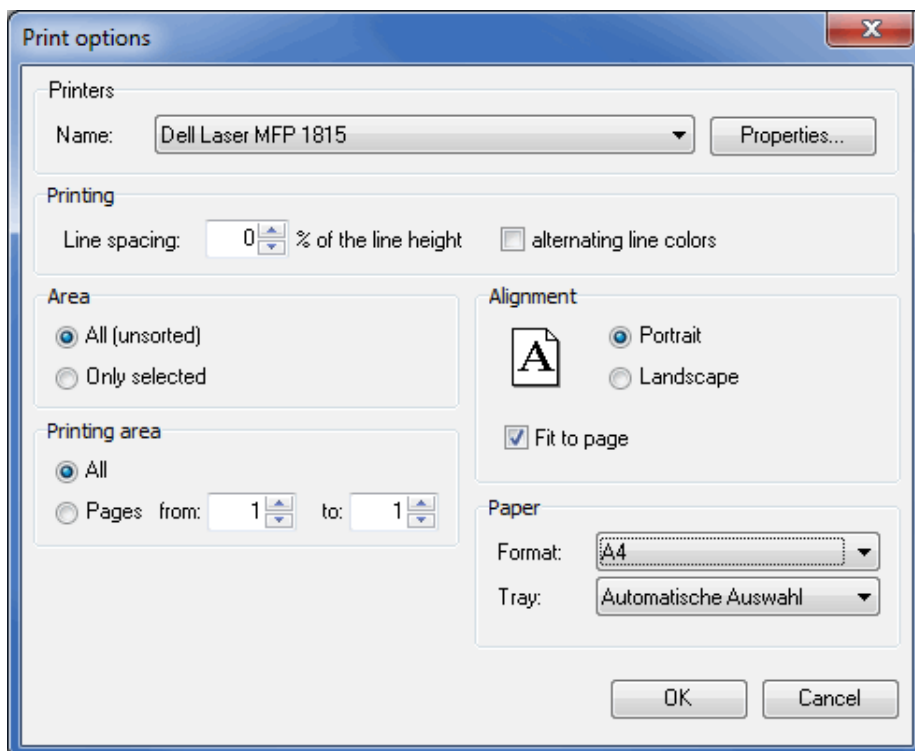 Print options
Printers
Name: Dell Laser MFP 1815 Properties...
Printing
Line spacing: 0 % of the line height alternating line colors
Area
All (unsorted)
Only selected
Printing area
All
Pages from: 1 to: 1
Alignment
A
Portrait
Landscape
Fit to page
Paper
Format: A4
Tray: Automatische Auswahl
OK Cancel